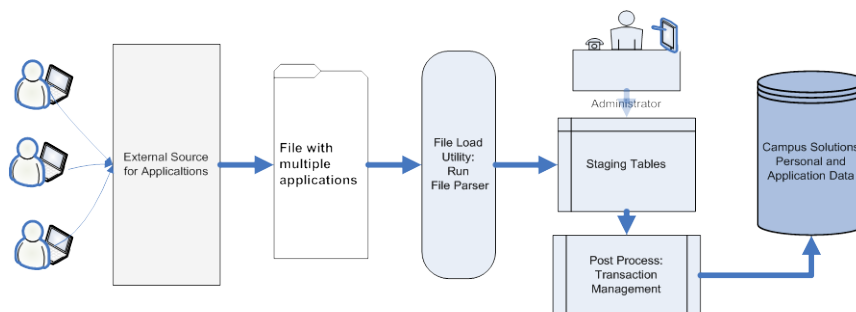 External Source
for Applicaltions
File with
multiple
applications
File Load
Utility:
Run
File Parser
Administrator
Staging Tables
Post Process:
Transaction
Management
Campus Solutions
Personal and
Application Data